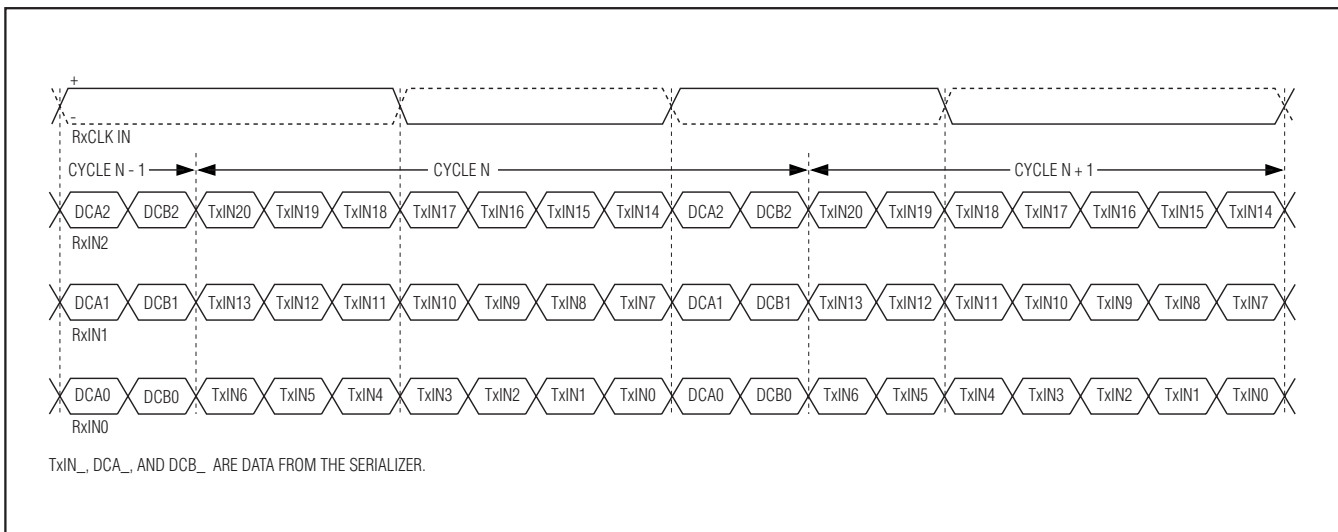 +
-
RxCLK IN
CYCLE N - 1 CYCLE N CYCLE N + 1
DCA2 DCB2 TxIN20 TxIN19 TxIN18 TxIN17 TxIN16 TxIN15 TxIN14 DCA2 DCB2 TxIN20 TxIN19 TxIN18 TxIN17 TxIN16 TxIN15 TxIN14
RxIN2
DCA1 DCB1 TxIN13 TxIN12 TxIN11 TxIN10 TxIN9 TxIN8 TxIN7 DCA1 DCB1 TxIN13 TxIN12 TxIN11 TxIN10 TxIN9 TxIN8 TxIN7
RxIN1
DCA0 DCB0 TxIN6 TxIN5 TxIN4 TxIN3 TxIN2 TxIN1 TxIN0 DCA0 DCB0 TxIN6 TxIN5 TxIN4 TxIN3 TxIN2 TxIN1 TxIN0
RxIN0
TxIN_, DCA_, AND DCB_ ARE DATA FROM THE SERIALIZER.